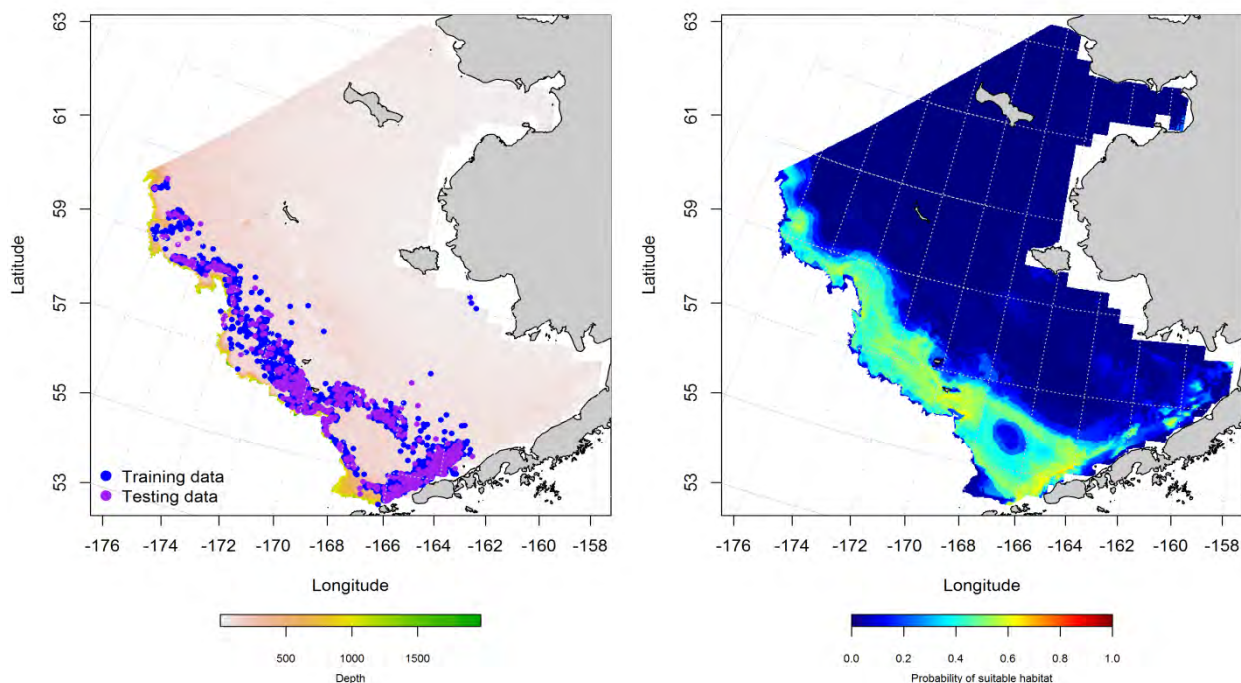 63
61
59
57
55
53
Latitude
Training data
Testing data
-176 -174 -172 -170 -168 -166 -164 -162 -160 -158
Longitude
500 1000 1500
Depth
63
61
59
57
55
53
Latitude
-176 -174 -172 -170 -168 -166 -164 -162 -160 -158
Longitude
0.0 0.2 0.4 0.6 0.8 1.0
Probability of suitable habitat